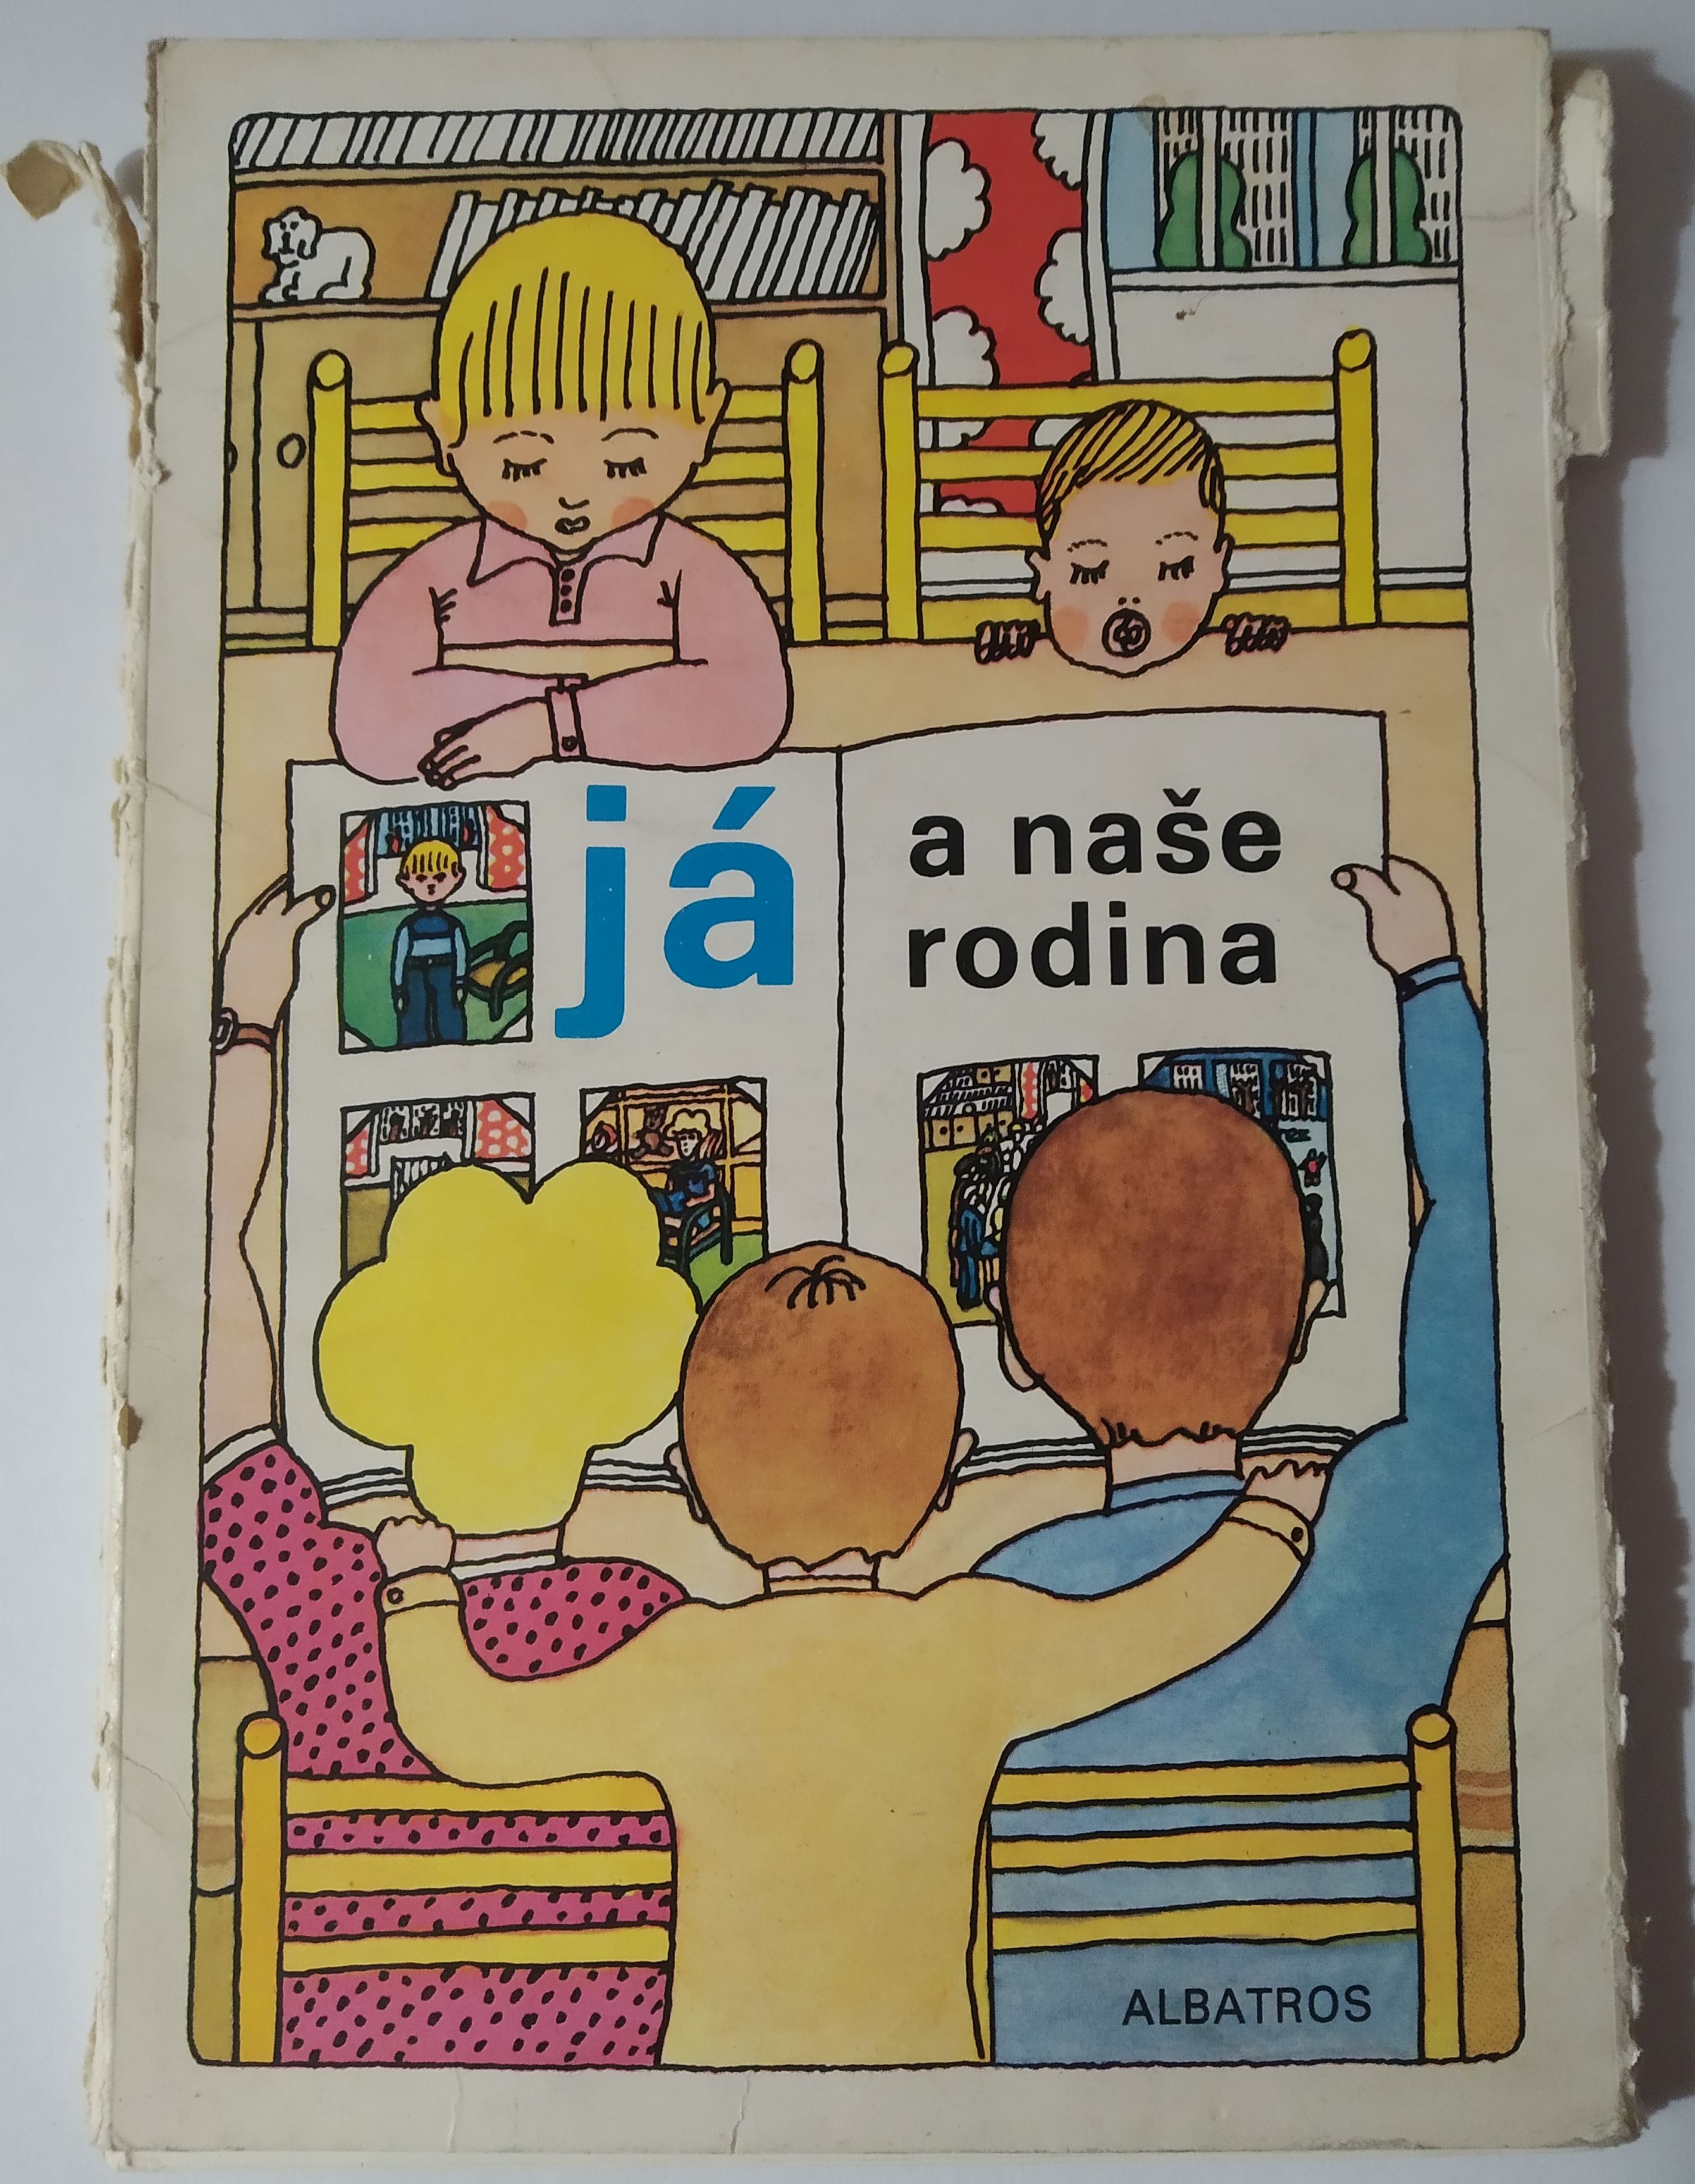 já
a naše
rodina
ALBATROS